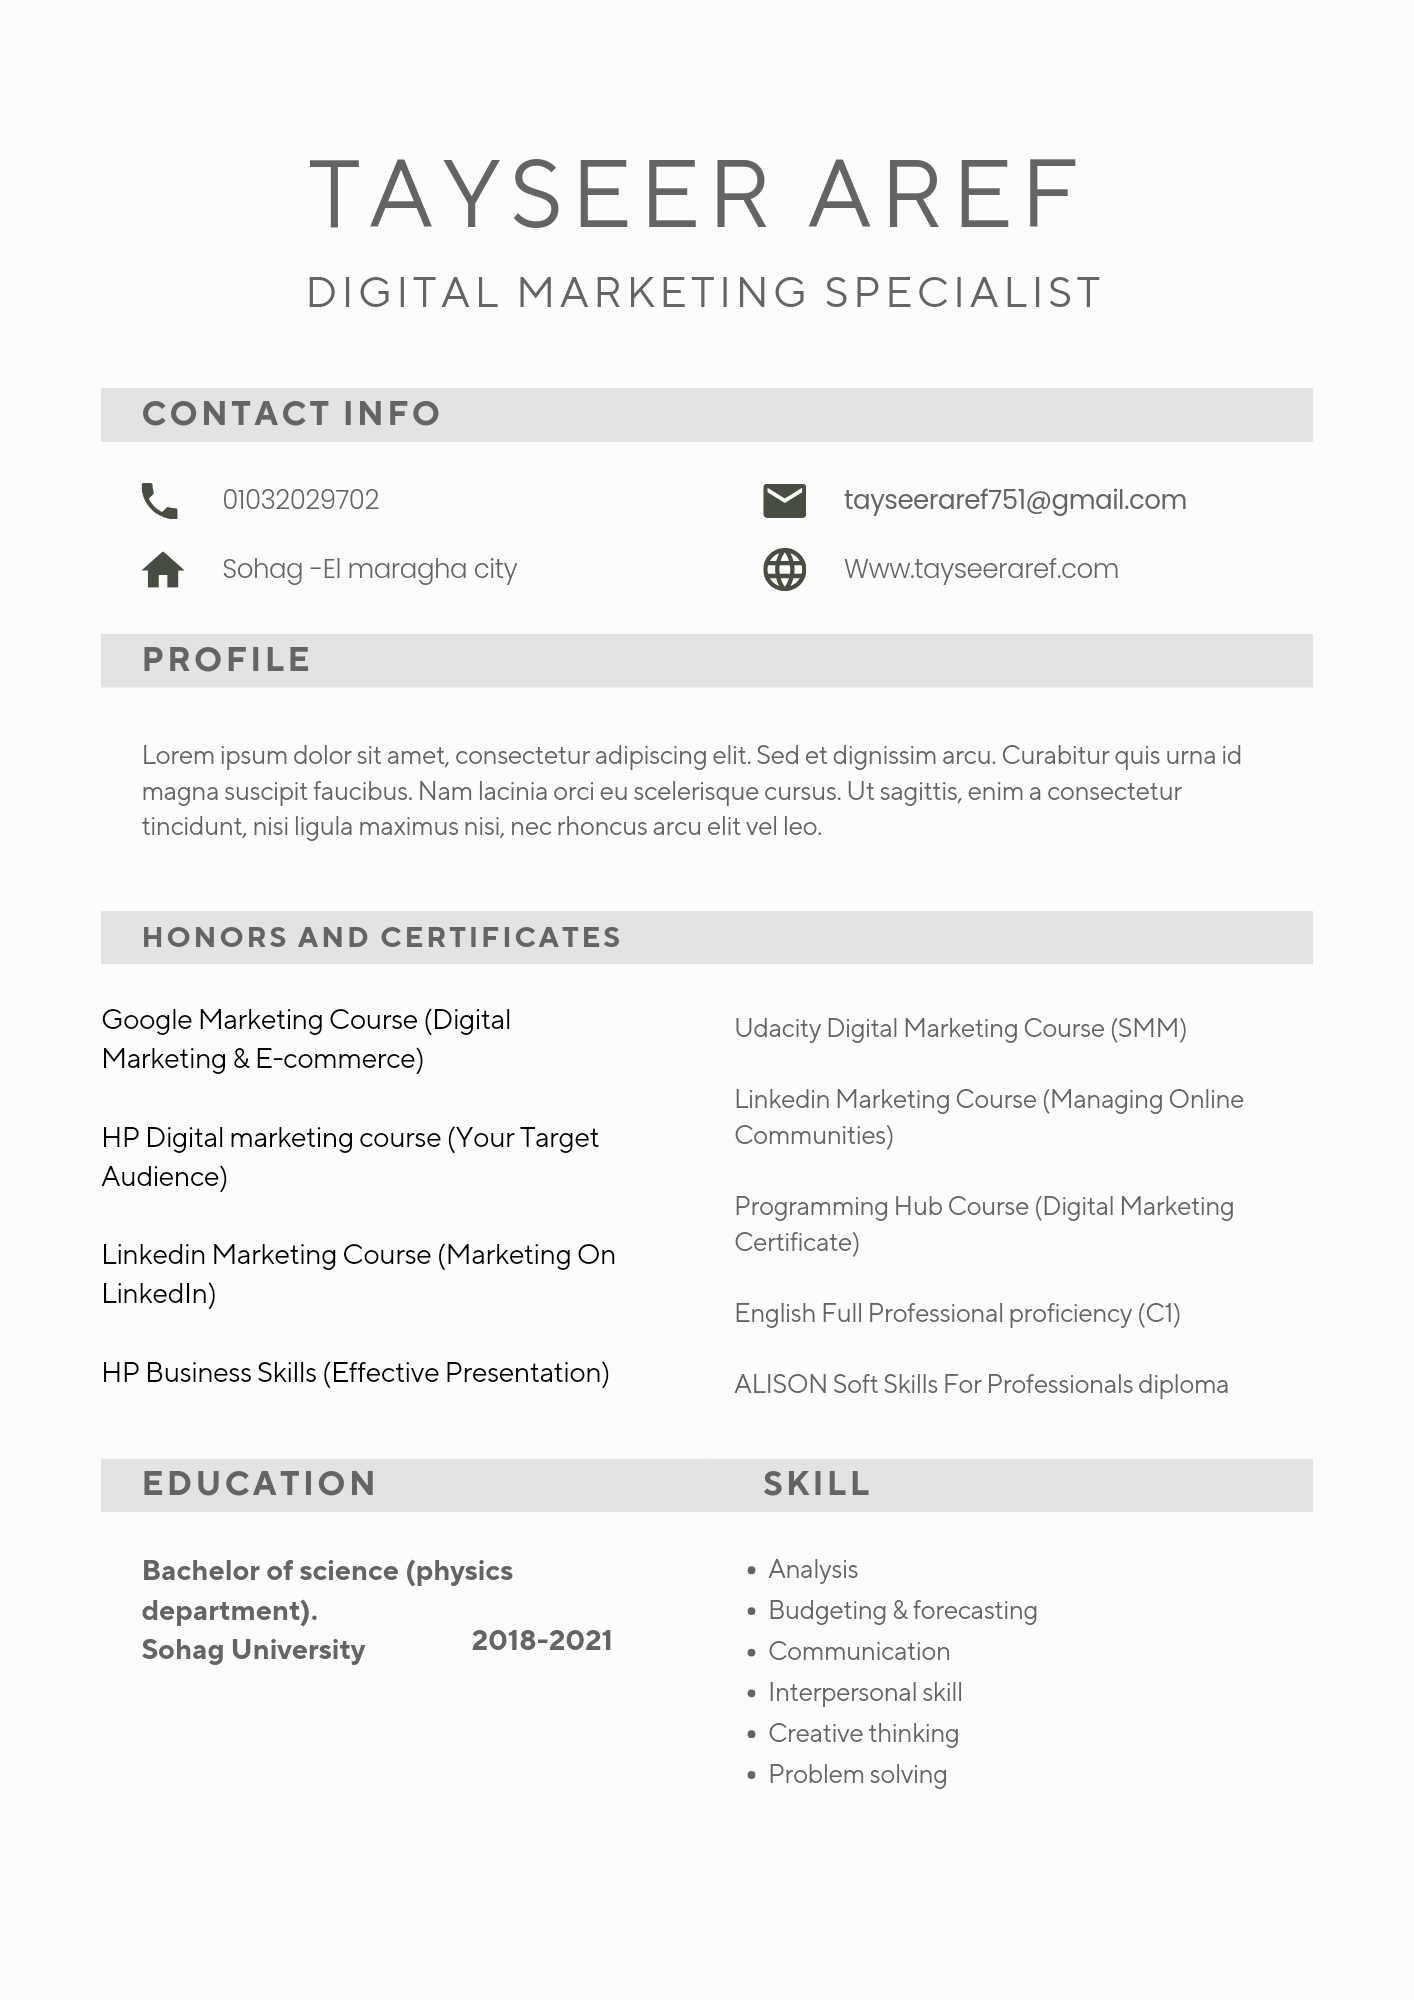 TAYSEER AREF
DIGITAL MARKETING SPECIALIST
CONTACT INFO
01032029702
tayseeraref751@gmail.com
Sohag -El maragha city
Www.tayseeraref.com
PROFILE
Lorem ipsum dolor sit amet, consectetur adipiscing elit. Sed et dignissim arcu. Curabitur quis urna id
magna suscipit faucibus. Nam lacinia orci eu scelerisque cursus. Ut sagittis, enim a consectetur
tincidunt, nisi ligula maximus nisi, nec rhoncus arcu elit vel leo.
HONORS AND CERTIFICATES
Google Marketing Course (Digital
Marketing & E-commerce)
HP Digital marketing course (Your Target
Audience)
Linkedin Marketing Course (Marketing On
LinkedIn)
HP Business Skills (Effective Presentation)
Udacity Digital Marketing Course (SMM)
Linkedin Marketing Course (Managing Online
Communities)
Programming Hub Course (Digital Marketing
Certificate)
English Full Professional proficiency (C1)
ALISON Soft Skills For Professionals diploma
EDUCATION
Bachelor of science (physics
department).
Sohag University
2018-2021
SKILL
• Analysis
• Budgeting & forecasting
• Communication
• Interpersonal skill
• Creative thinking
• Problem solving